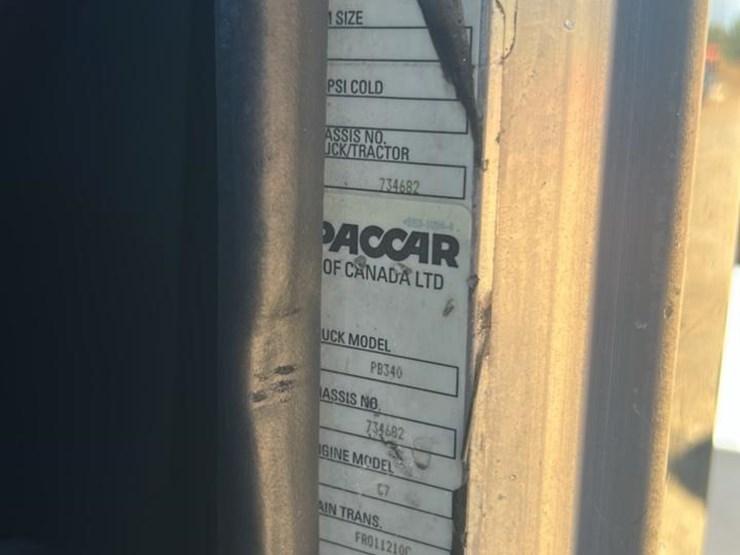 SIZE
PSI COLD
ASSIS NO.
UCK/TRACTOR
734682
PACCAR
OF CANADA LTD
UCK MODEL
PB340
ASSIS NO.
734682
GINE MODEL
C7
AIN TRANS.
FRO11210C